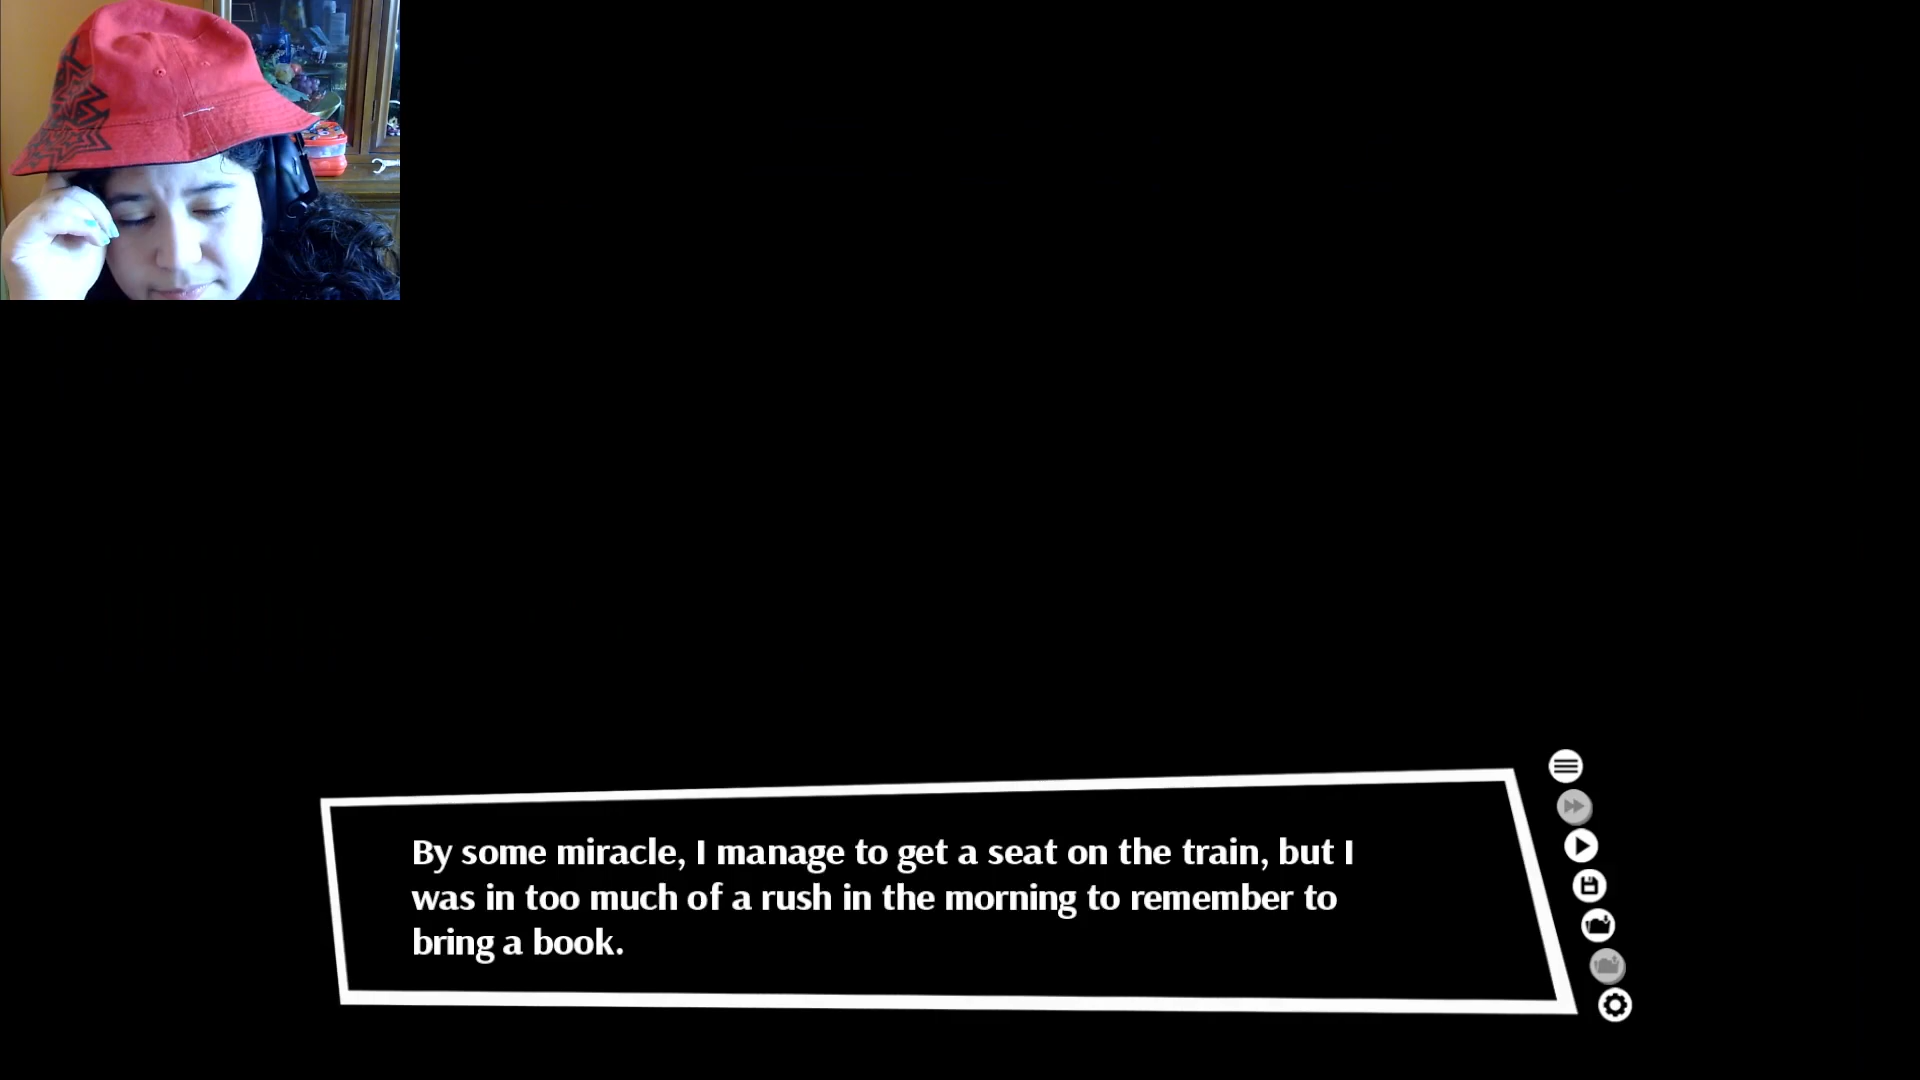 By some miracle, I manage to get a seat on the train, but I
was in too much of a rush in the morning to remember to
bring a book.